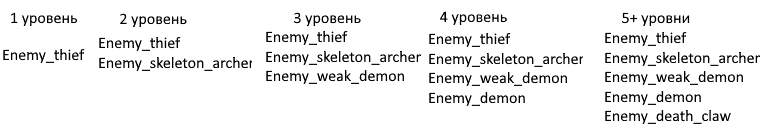 1 уровень
Enemy_thief
2 уровень
Enemy_thief
Enemy_skeleton_archer
3 уровень
Enemy_thief
Enemy_skeleton_archer
Enemy_weak_demon
4 уровень
Enemy_thief
Enemy_skeleton_archer
Enemy_weak_demon
Enemy_demon
5+ уровни
Enemy_thief
Enemy_skeleton_archer
Enemy_weak_demon
Enemy_demon
Enemy_death_claw